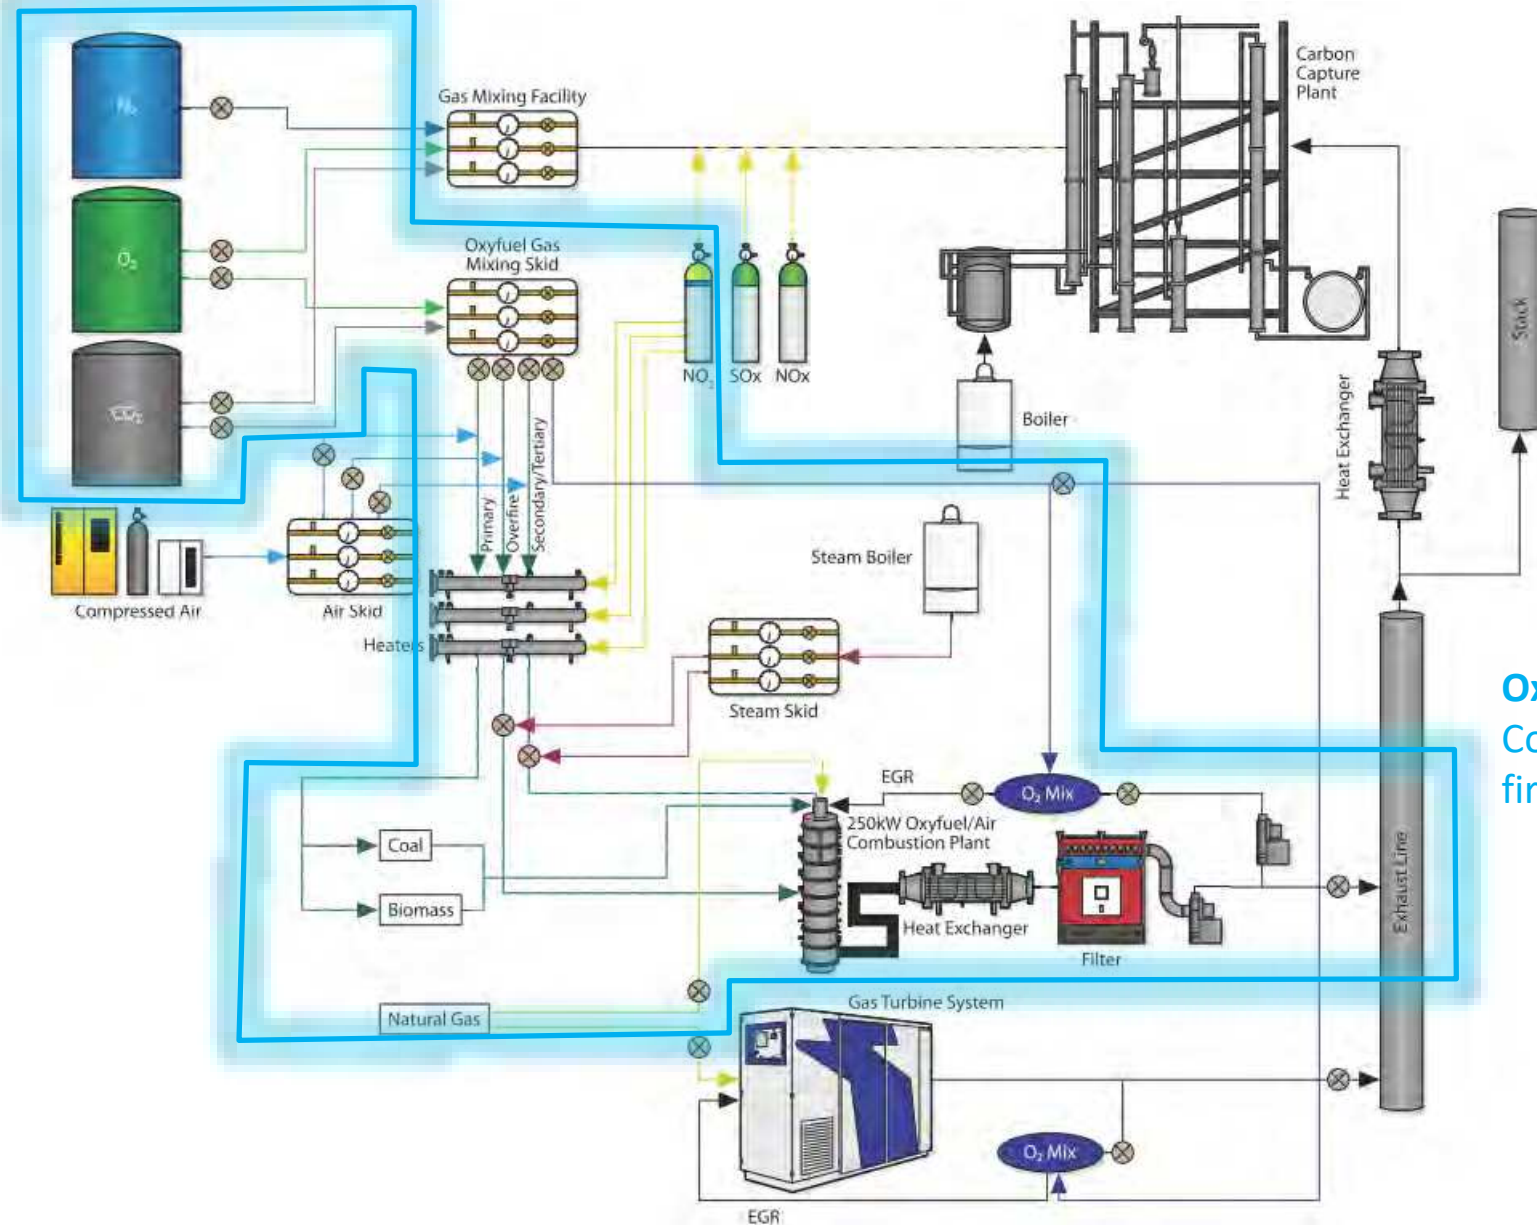 N₂
Gas Mixing Facility
Carbon
Capture
Plant
O₂
Oxyfuel Gas
Mixing Skid
NO₂ SOx NOx
Boiler
Heat Exchanger
Stack
Primary
Overfire
Secondary/Tertiary
Compressed Air
Air Skid
Steam Boiler
Heaters
Steam Skid
EGR
O₂ Mix
250kW Oxyfuel/Air
Combustion Plant
Coal
Biomass
Heat Exchanger
Filter
Exhaust Line
Natural Gas
Gas Turbine System
O₂ Mix
EGR